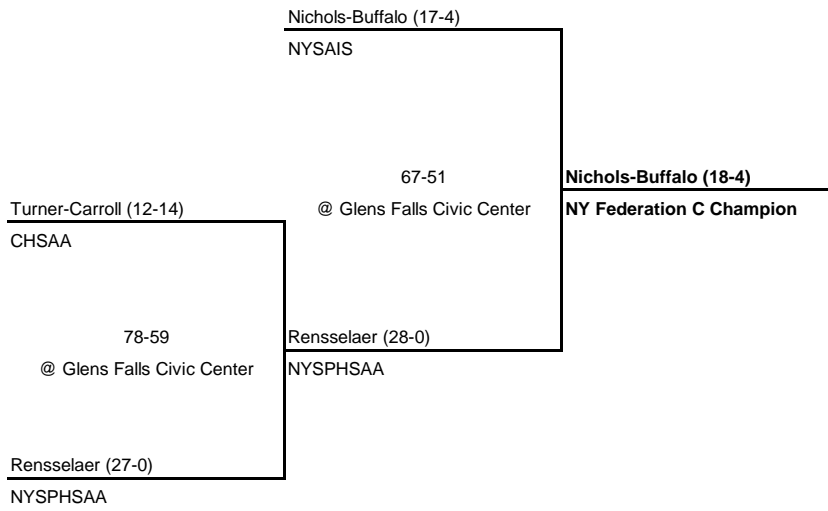 Nichols-Buffalo (17-4)
NYSAIS
67-51
Nichols-Buffalo (18-4)
Turner-Carroll (12-14)
@ Glens Falls Civic Center
NY Federation C Champion
CHSAA
78-59
Rensselaer (28-0)
@ Glens Falls Civic Center
NYSPHSAA
Rensselaer (27-0)
NYSPHSAA